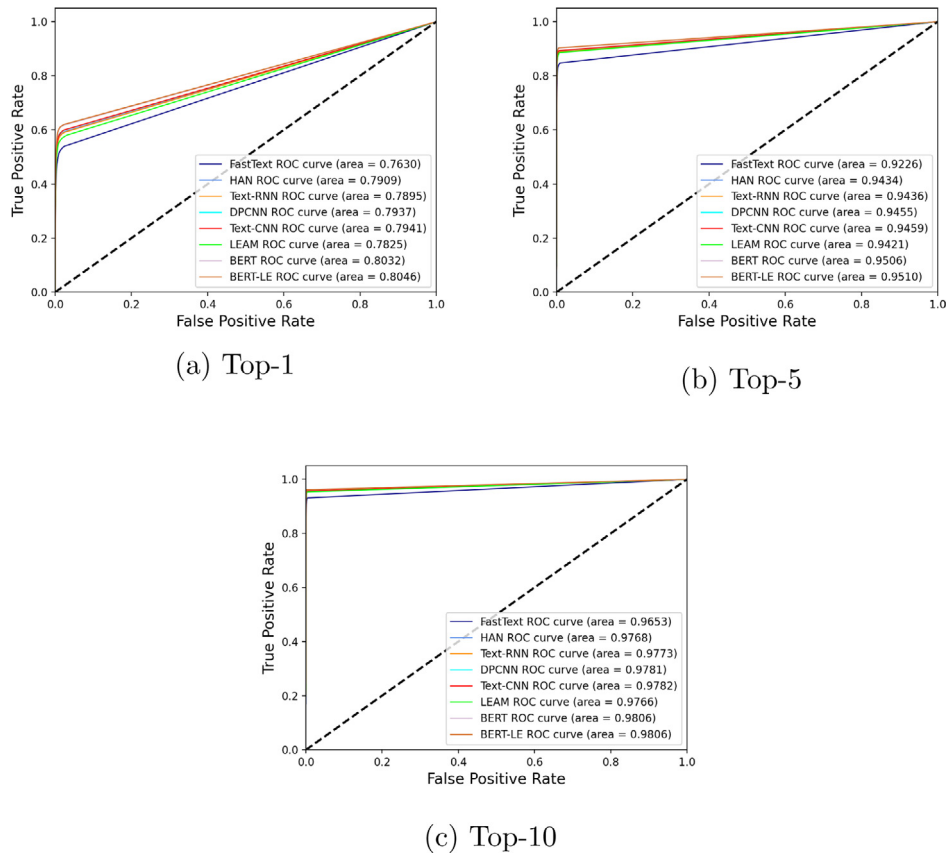 1.0
0.8
0.6
0.4
0.2
0.0
True Positive Rate
FastText ROC curve (area = 0.7630)
HAN ROC curve (area = 0.7909)
Text-RNN ROC curve (area = 0.7895)
DPCNN ROC curve (area = 0.7937)
Text-CNN ROC curve (area = 0.7941)
LEAM ROC curve (area = 0.7825)
BERT ROC curve (area = 0.8032)
BERT-LE ROC curve (area = 0.8046)
0.0 0.2 0.4 0.6 0.8 1.0
False Positive Rate
(a) Top-1
1.0
0.8
0.6
0.4
0.2
0.0
True Positive Rate
FastText ROC curve (area = 0.9226)
HAN ROC curve (area = 0.9434)
Text-RNN ROC curve (area = 0.9436)
DPCNN ROC curve (area = 0.9455)
Text-CNN ROC curve (area = 0.9459)
LEAM ROC curve (area = 0.9421)
BERT ROC curve (area = 0.9506)
BERT-LE ROC curve (area = 0.9510)
0.0 0.2 0.4 0.6 0.8 1.0
False Positive Rate
(b) Top-5
1.0
0.8
0.6
0.4
0.2
0.0
True Positive Rate
FastText ROC curve (area = 0.9653)
HAN ROC curve (area = 0.9768)
Text-RNN ROC curve (area = 0.9773)
DPCNN ROC curve (area = 0.9781)
Text-CNN ROC curve (area = 0.9782)
LEAM ROC curve (area = 0.9766)
BERT ROC curve (area = 0.9806)
BERT-LE ROC curve (area = 0.9806)
0.0 0.2 0.4 0.6 0.8 1.0
False Positive Rate
(c) Top-10